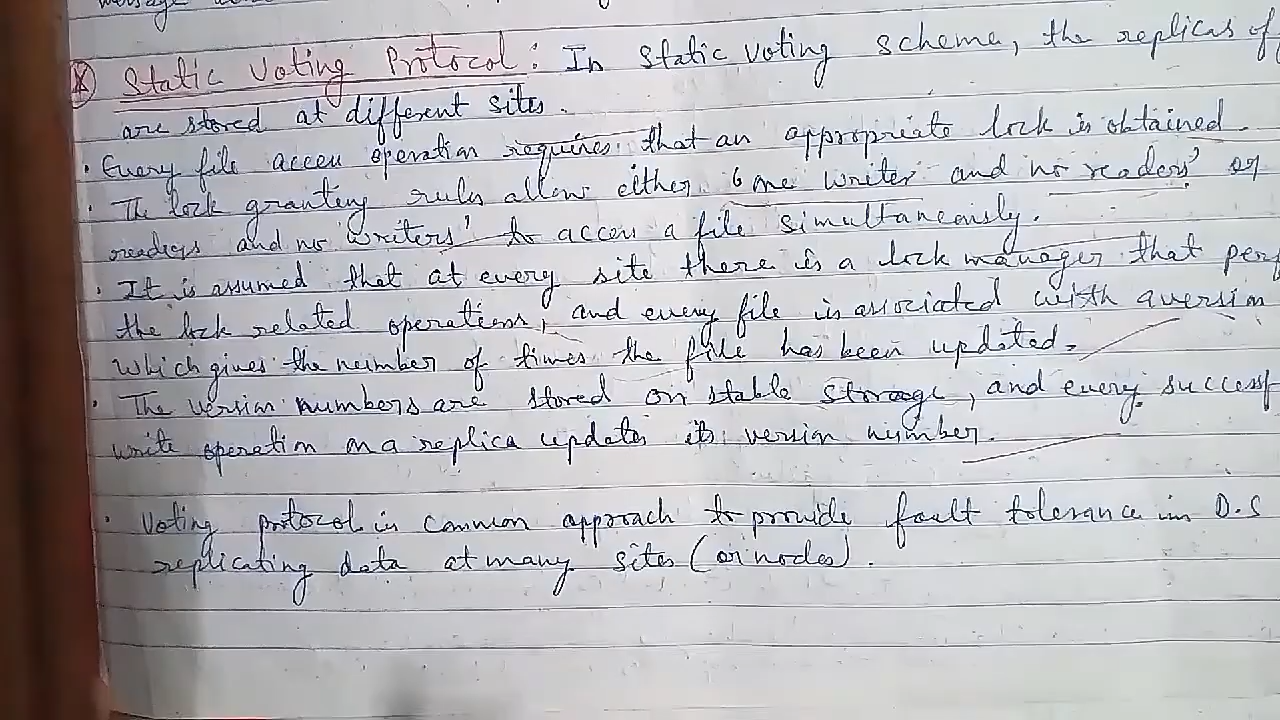 Static Voting Protocol : In static voting scheme, the replicas of
are stored at different sites.
· Every file access operation requires that an appropriate lock is obtained.
· The lock granting rules allow either 'one writer and no readers' or
readers and no writers' to access a file simultaneously.
· It is assumed that at every site there is a lock manager that perf
the lock related operations, and every file is associated with a version
which gives the number of times the file has been updated.
· The version numbers are stored on stable storage, and every successf
write operation on a replica updates its version number.
· Voting protocol is common approach to provide fault tolerance in D.S
replicating data at many sites (or nodes).